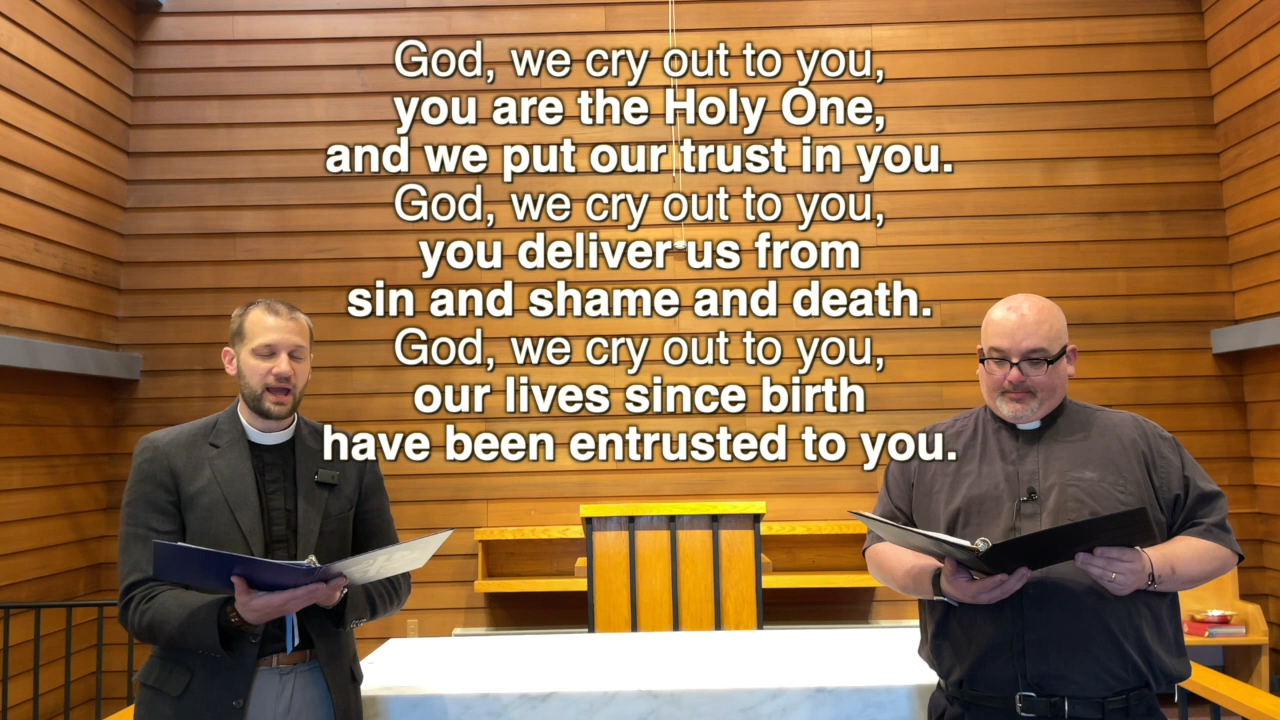 God, we cry out to you,
you are the Holy One,
and we put our trust in you.
God, we cry out to you,
you deliver us from
sin and shame and death.
God, we cry out to you,
our lives since birth
have been entrusted to you.